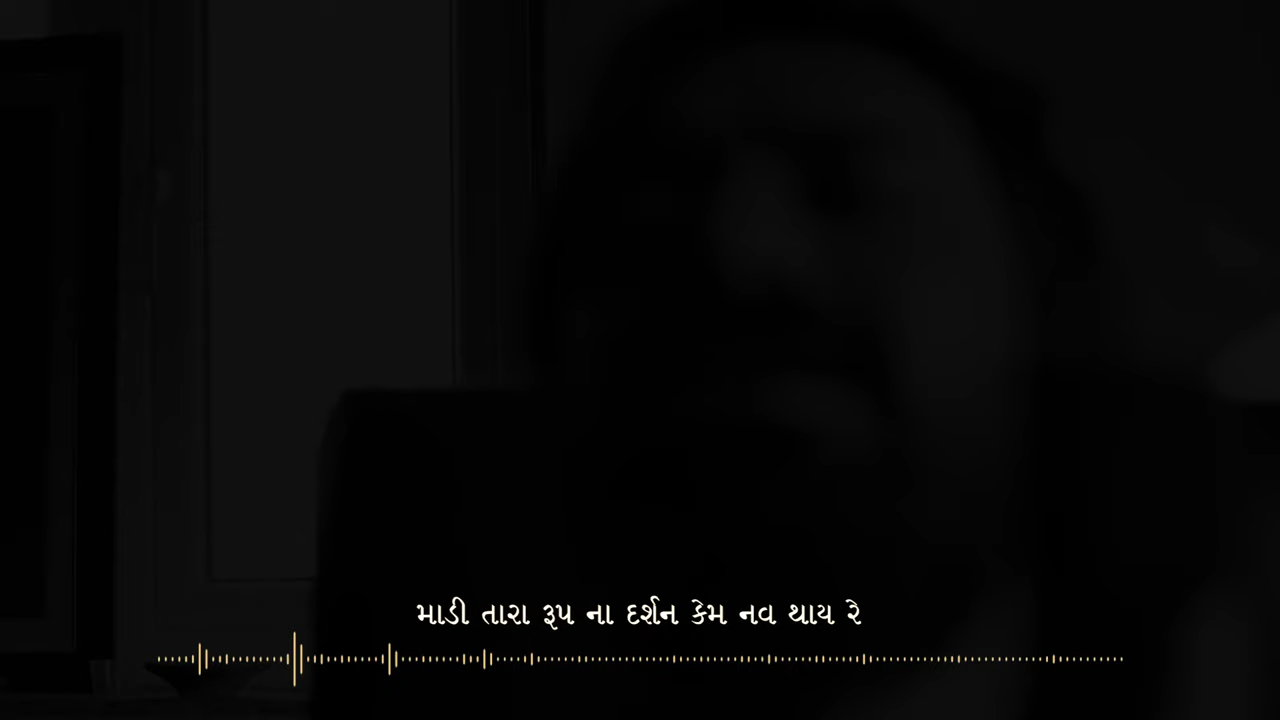 માડી તારા રૂપ ના દર્શન કેમ નવ થાય રે